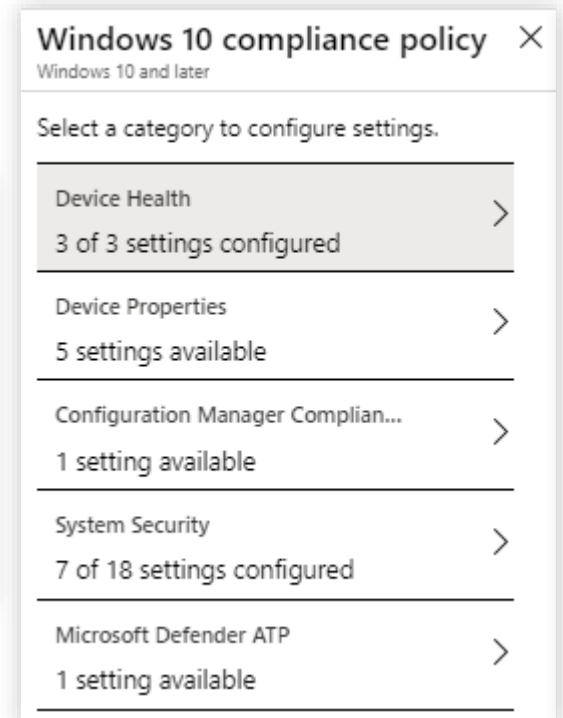 Windows 10 compliance policy
Windows 10 and later
Select a category to configure settings.
Device Health
3 of 3 settings configured
Device Properties
5 settings available
Configuration Manager Complian...
1 setting available
System Security
7 of 18 settings configured
Microsoft Defender ATP
1 setting available